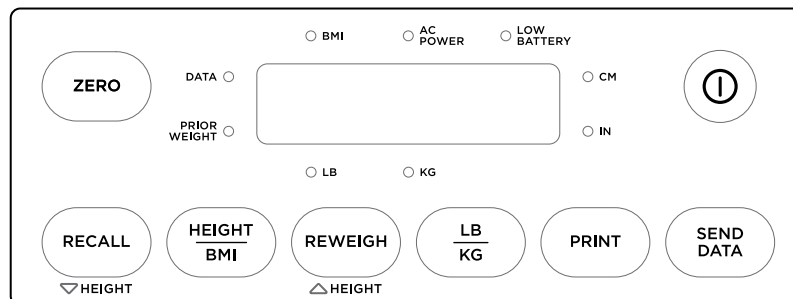 BMI
AC
POWER
LOW
BATTERY
ZERO
DATA
CM
PRIOR
WEIGHT
IN
LB
KG
RECALL
HEIGHT
BMI
REWEIGH
LB
KG
PRINT
SEND
DATA
HEIGHT
HEIGHT